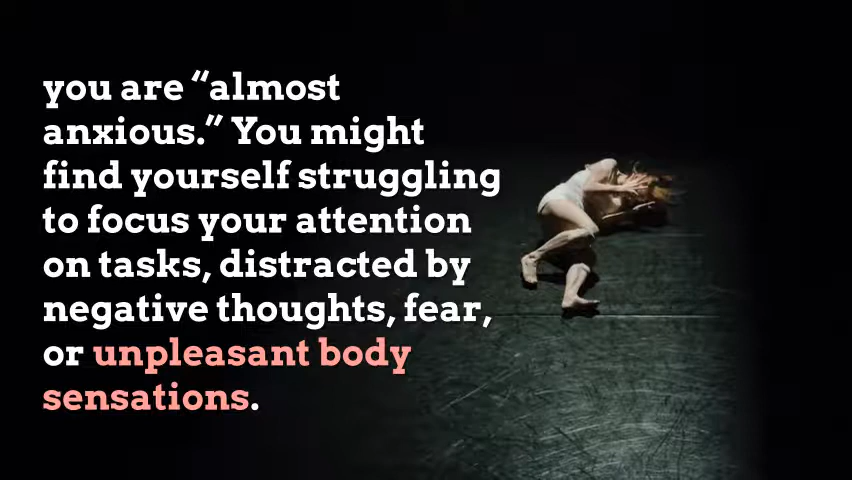 you are “almost
anxious.” You might
find yourself struggling
to focus your attention
on tasks, distracted by
negative thoughts, fear,
or unpleasant body
sensations.